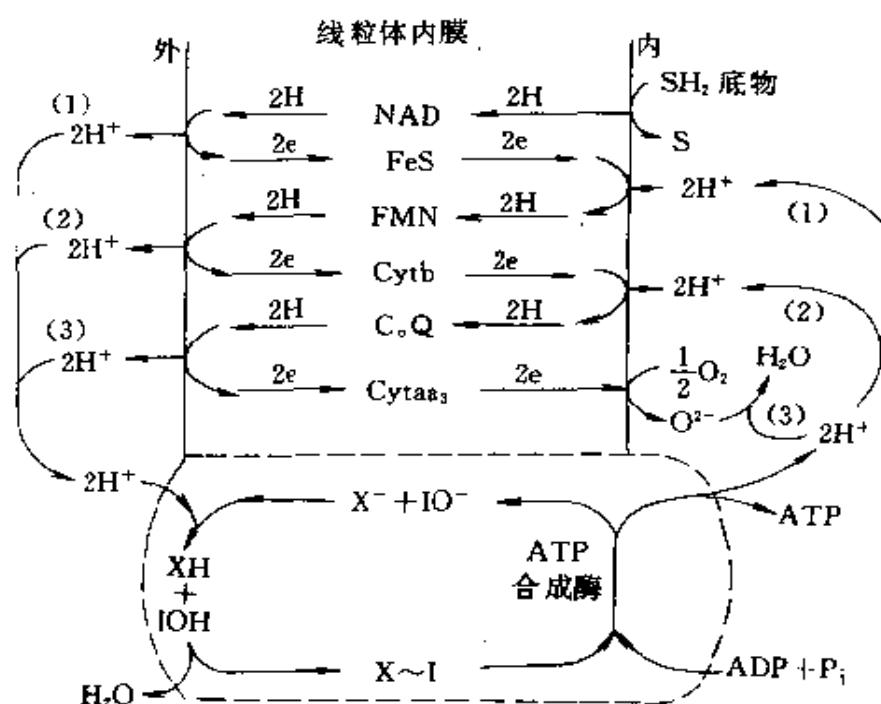 线粒体内膜
外
内
SH₂ 底物
(1)
2H
NAD
2H
2H⁺
S
2e
FeS
2e
2H⁺
(1)
(2)
2H
FMN
2H
2H⁺
2e
Cytb
2e
2H⁺
(2)
(3)
2H
CₒQ
2H
2H⁺
H₂O
2e
Cytaa₃
2e
½O₂
O²⁻
(3)
2H⁺
2H⁺
X⁻+IO⁻
ATP
XH
+
IOH
ATP
合成酶
X~I
ADP+Pᵢ
H₂O